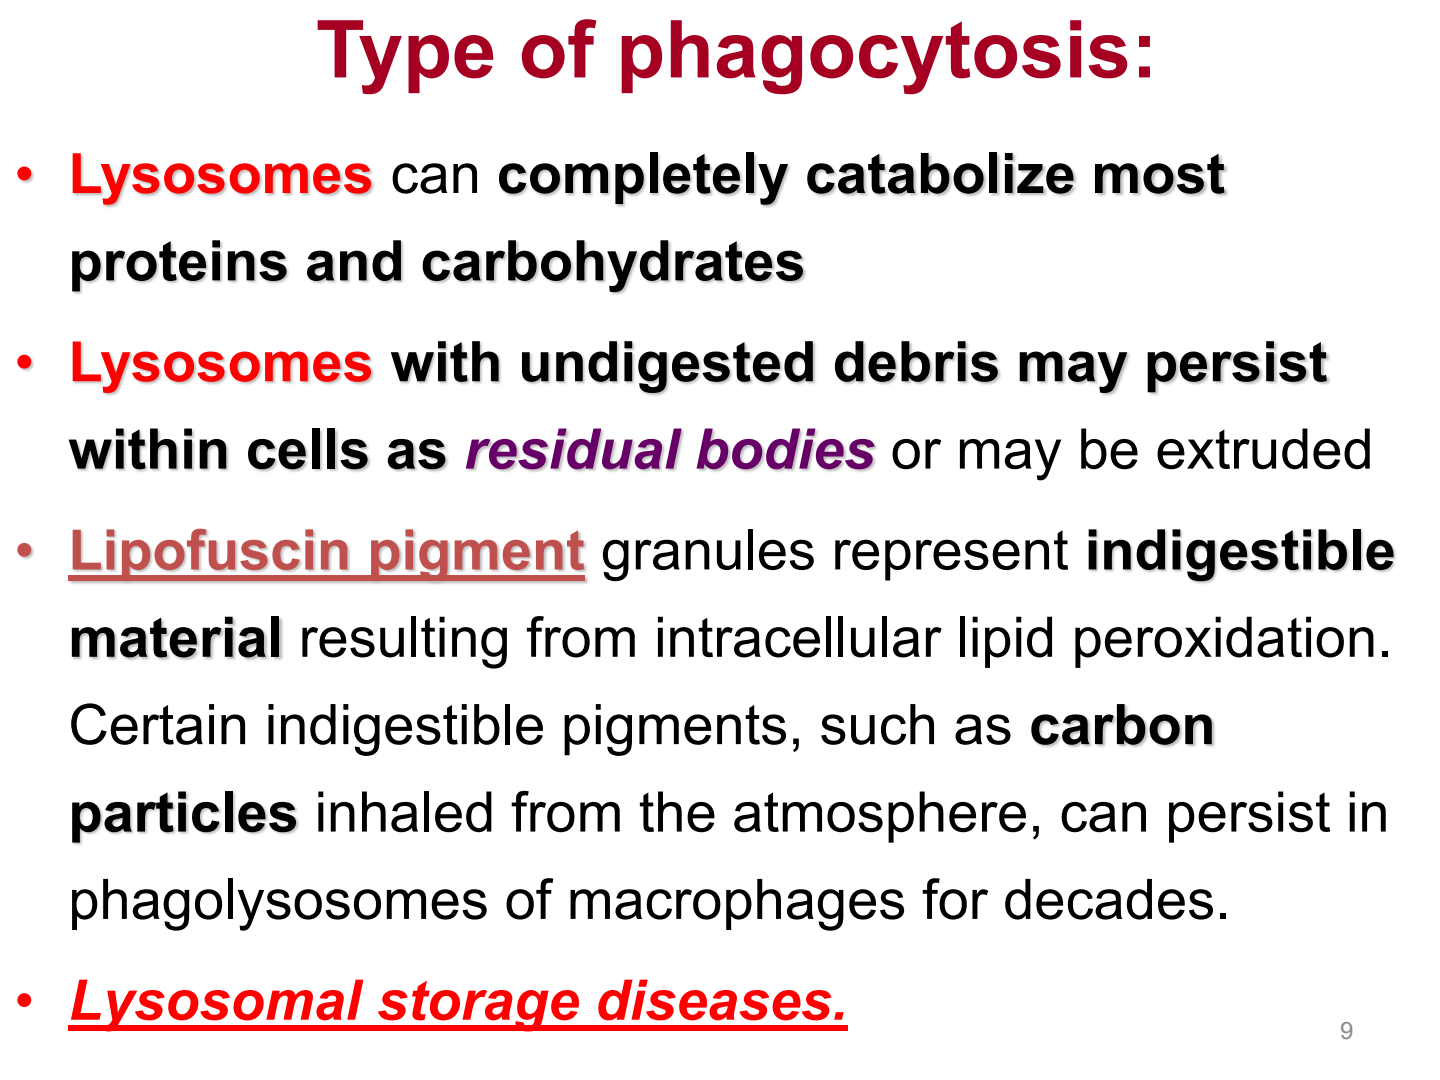 Type of phagocytosis:
• Lysosomes can completely catabolize most
proteins and carbohydrates
• Lysosomes with undigested debris may persist
within cells as residual bodies or may be extruded
• Lipofuscin pigment granules represent indigestible
material resulting from intracellular lipid peroxidation.
Certain indigestible pigments, such as carbon
particles inhaled from the atmosphere, can persist in
phagolysosomes of macrophages for decades.
• Lysosomal storage diseases.
9